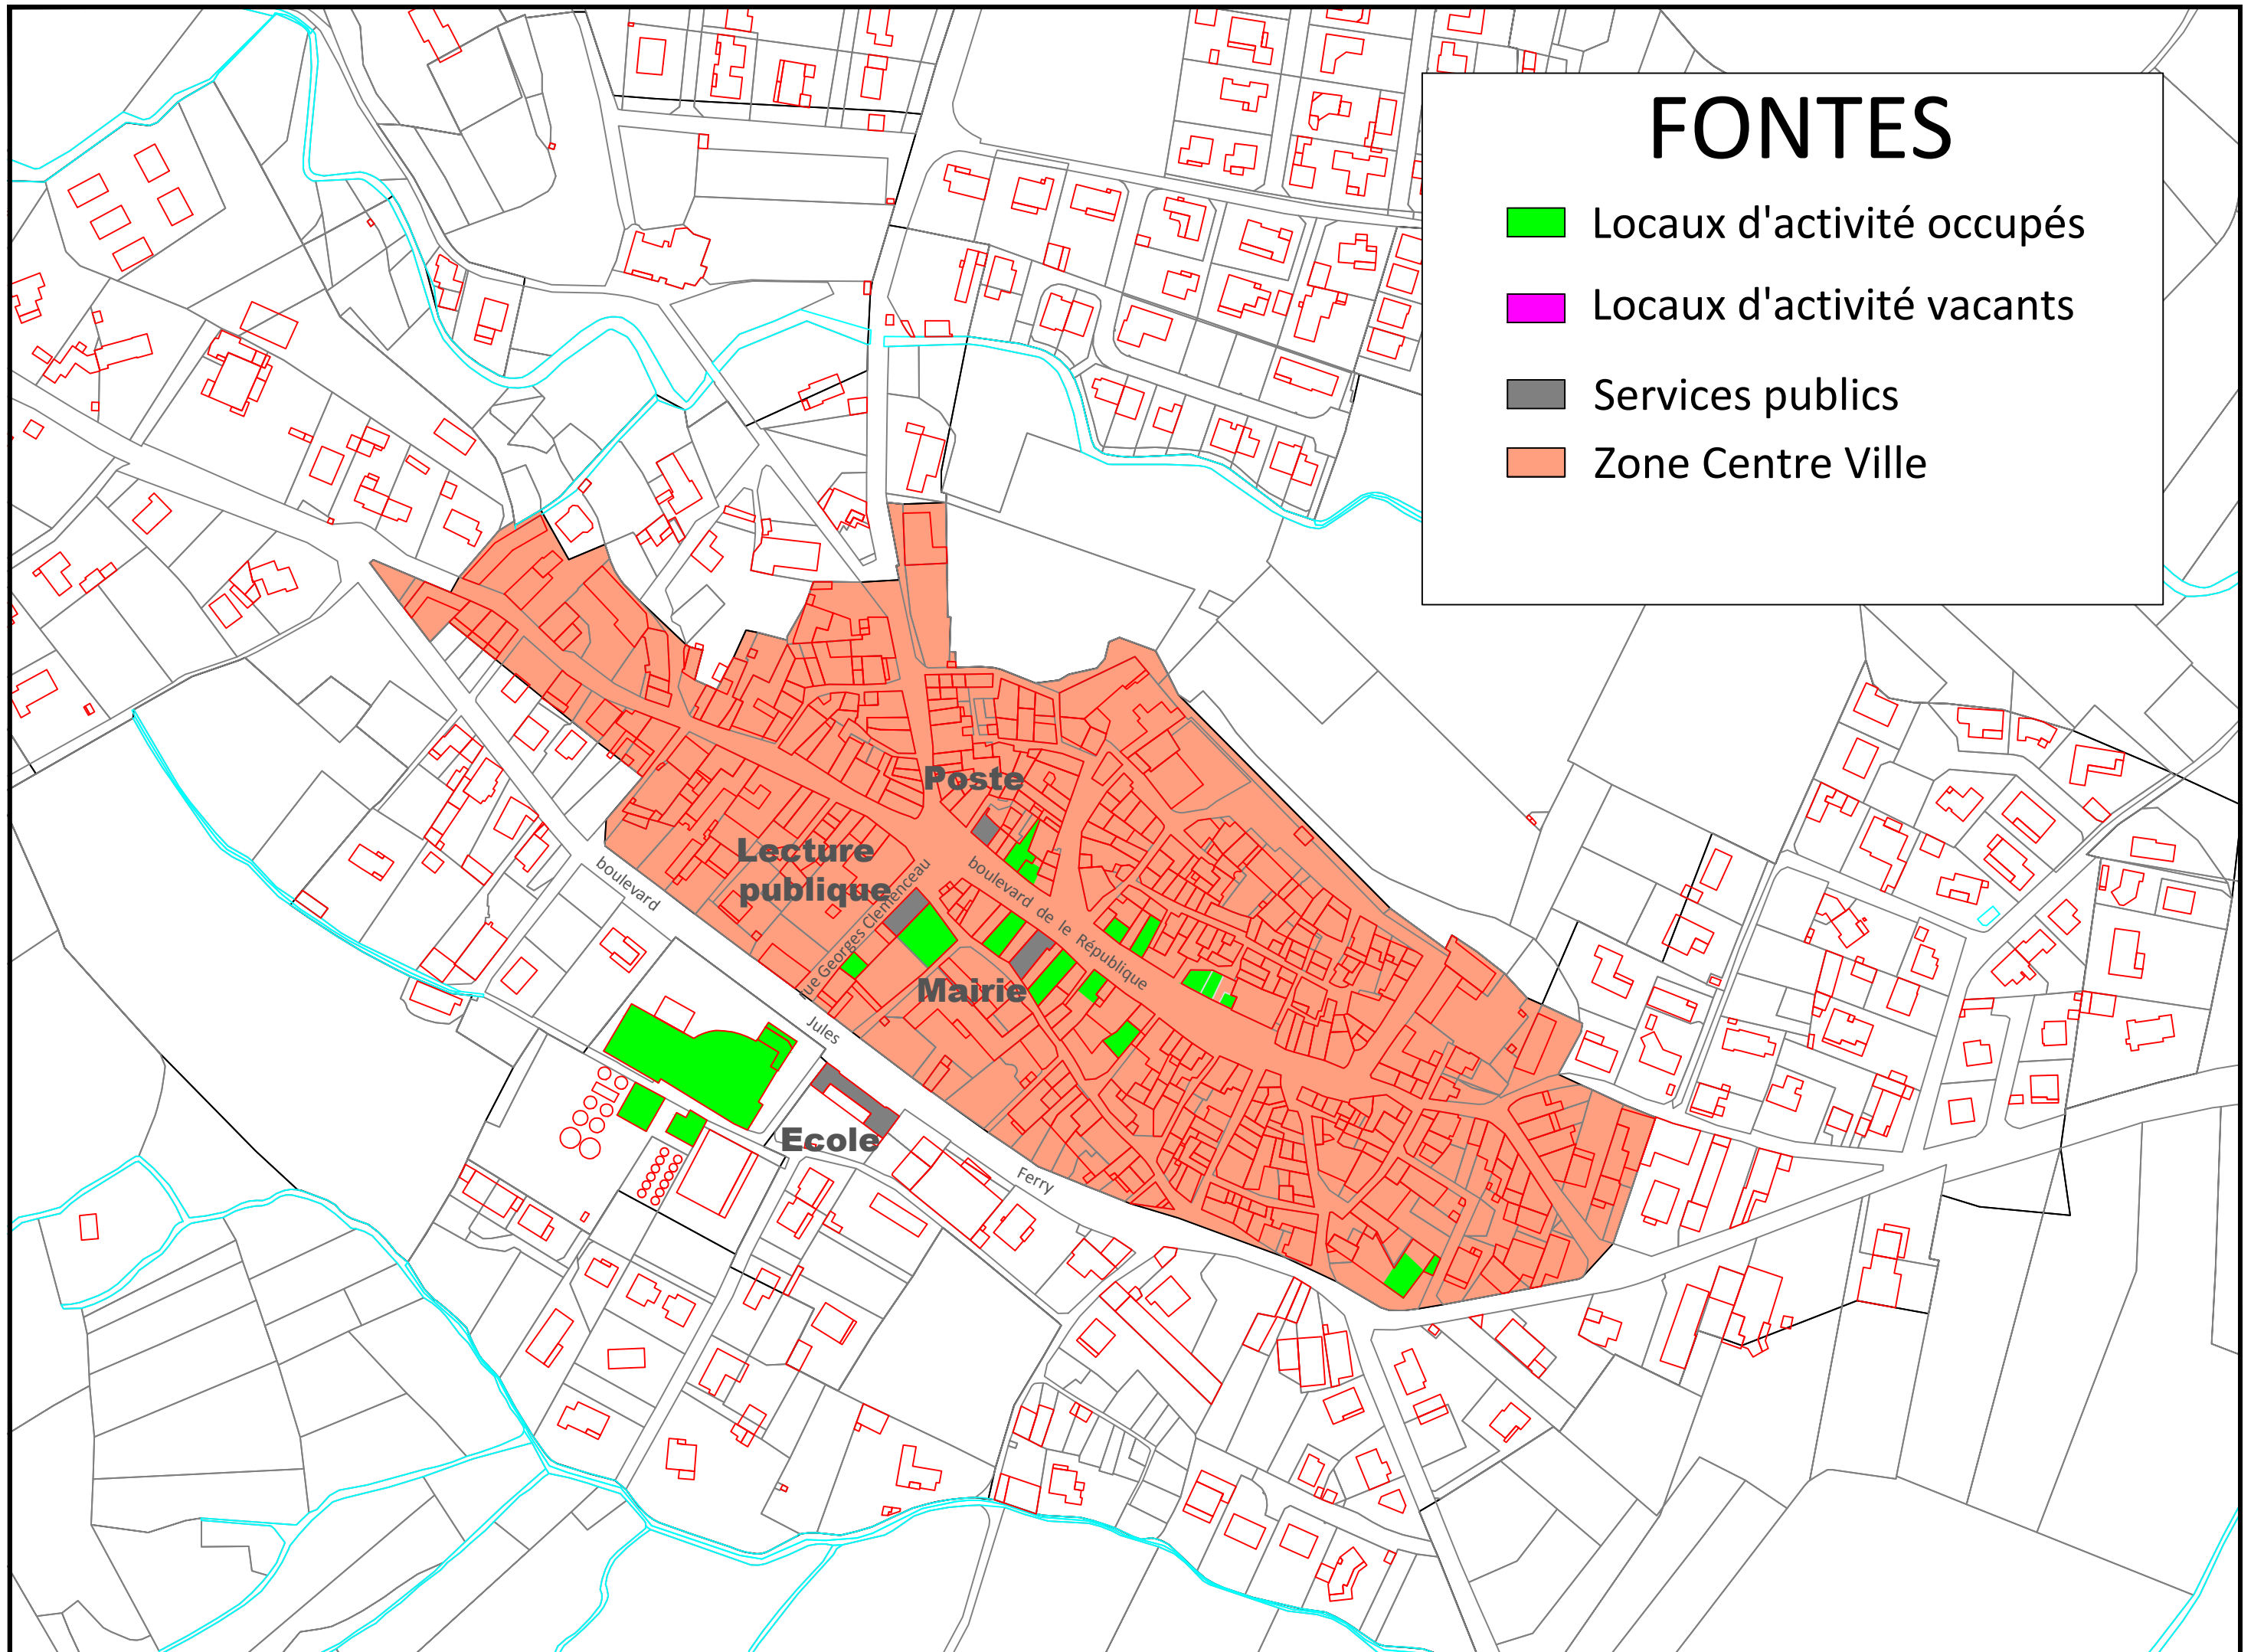 FONTES
Locaux d'activité occupés
Locaux d'activité vacants
Services publics
Zone Centre Ville
Poste
Lecture
publique
rue Georges Clemenceau
boulevard de le République
boulevard
Mairie
Jules
Ecole
Ferry